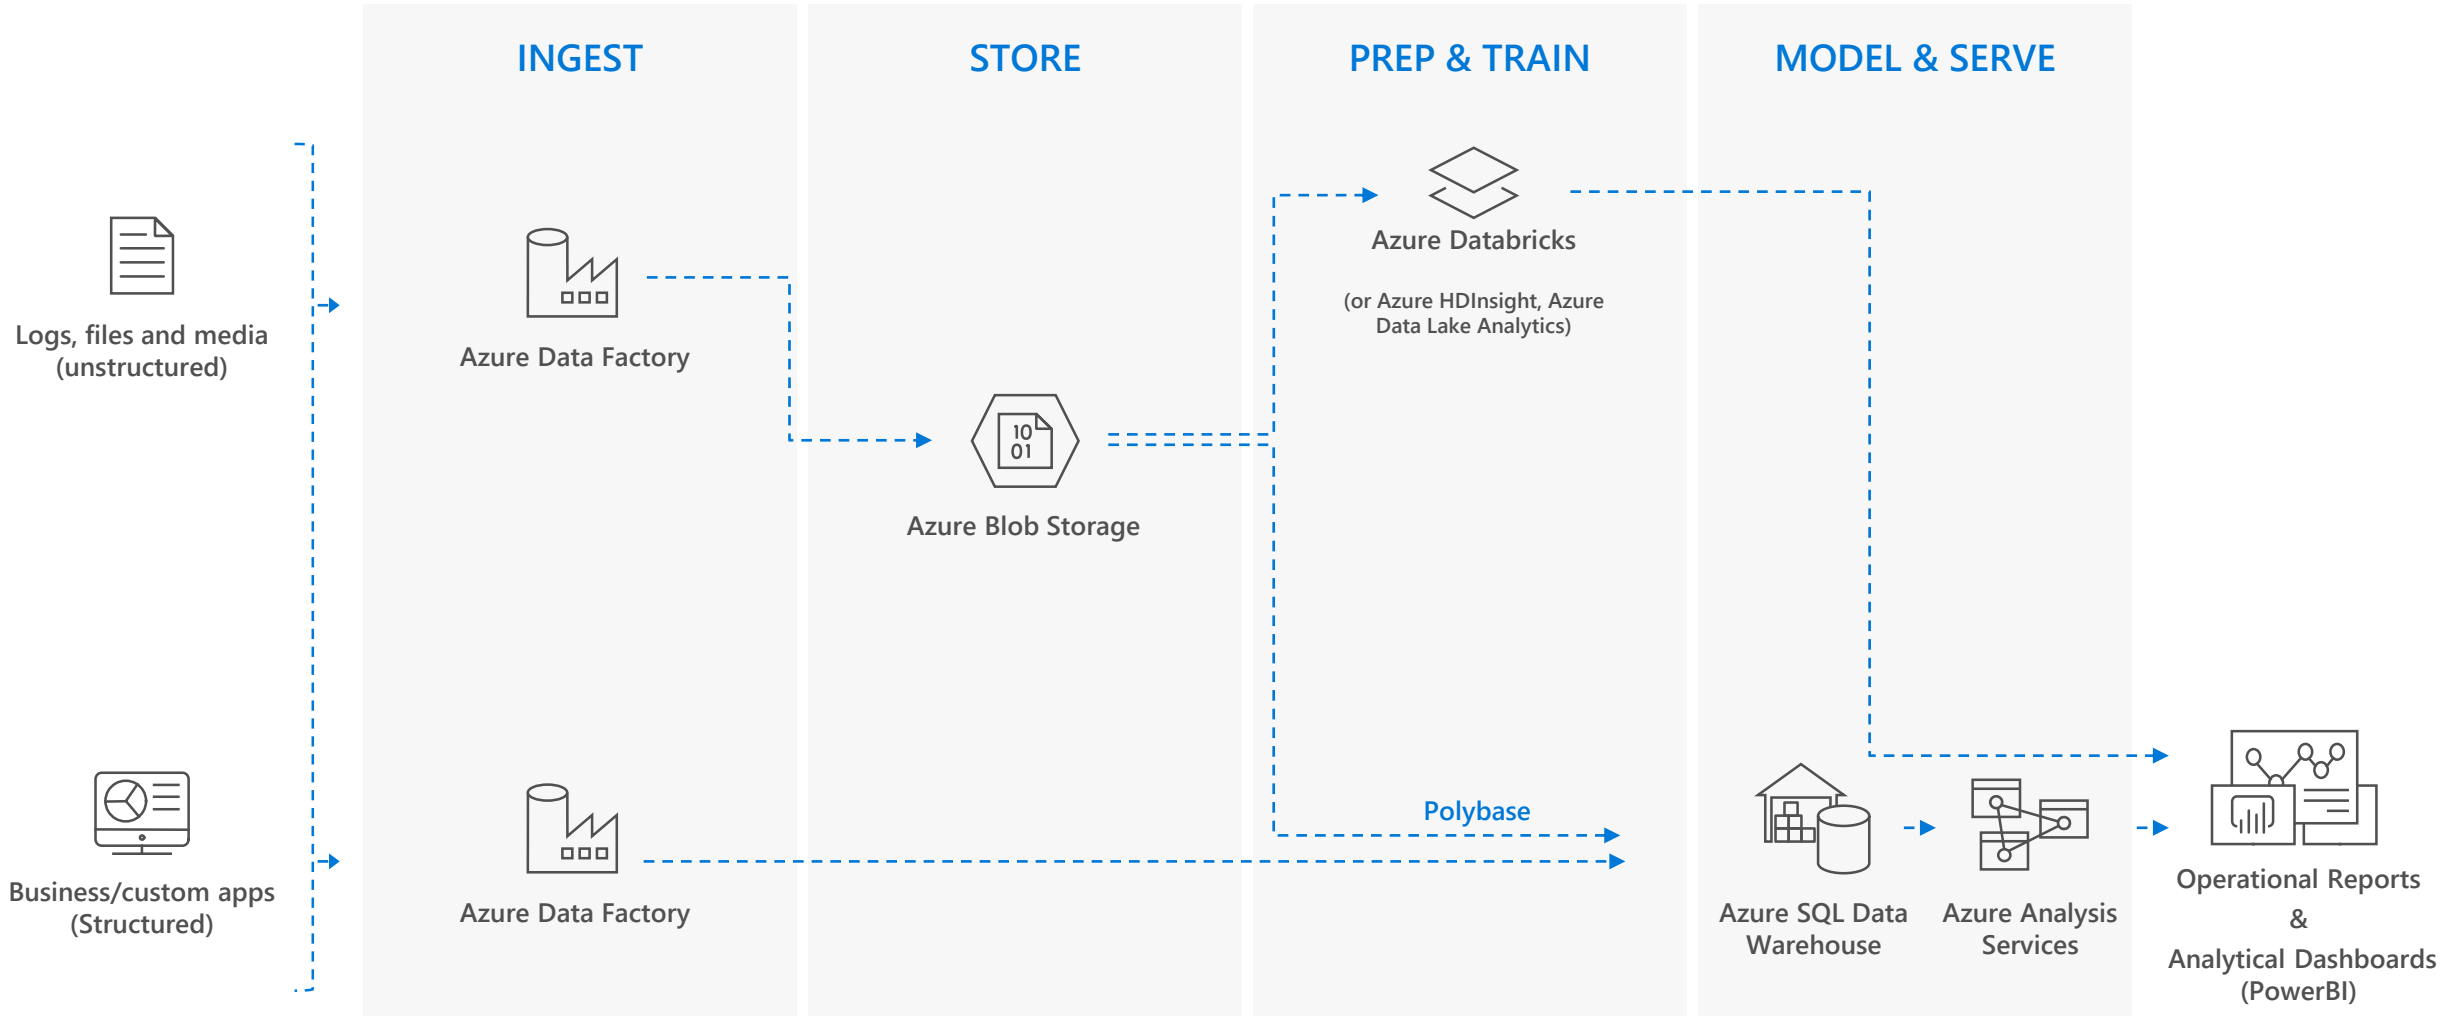 INGEST
STORE
PREP & TRAIN
MODEL & SERVE
Logs, files and media
(unstructured)
Azure Data Factory
10
01
Azure Blob Storage
Azure Databricks
(or Azure HDInsight, Azure
Data Lake Analytics)
Business/custom apps
(Structured)
Azure Data Factory
Polybase
Azure SQL Data
Warehouse
Azure Analysis
Services
Operational Reports
&
Analytical Dashboards
(PowerBI)